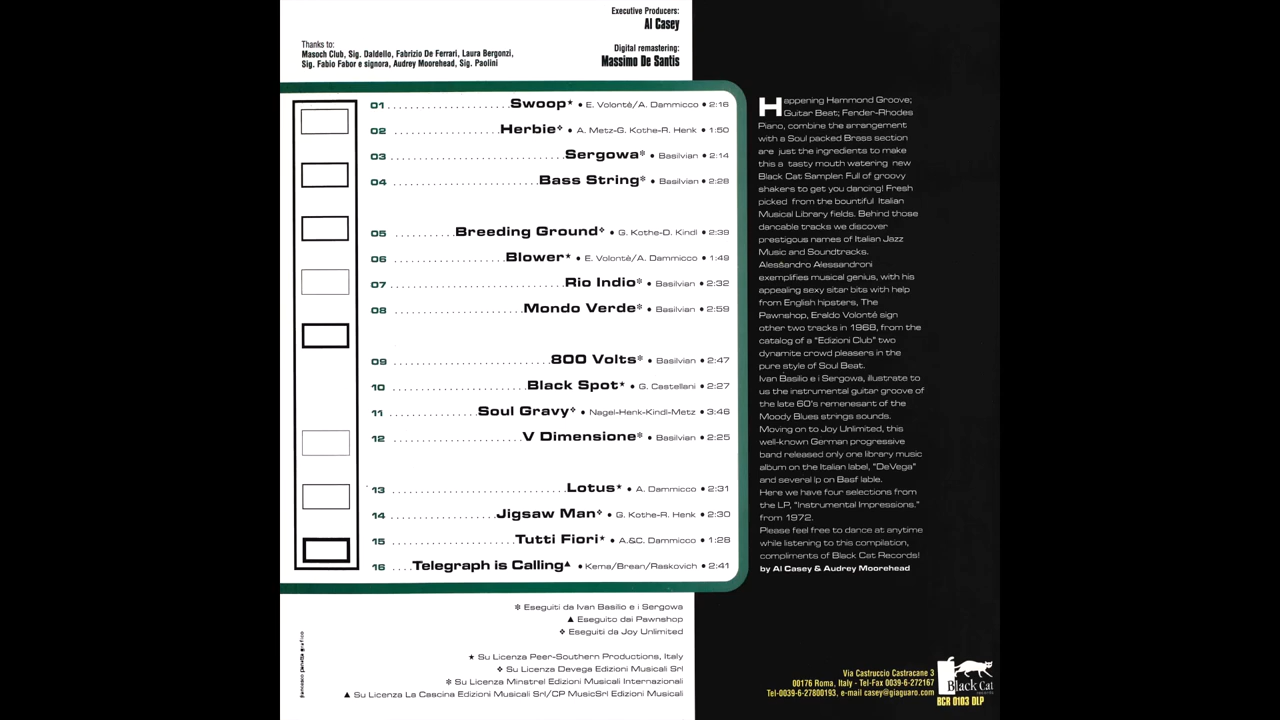 Executive Producers:
Al Casey
Thanks to:
Masoch Club, Sig. Daldello, Fabrizio De Ferrari, Laura Bergonzi,
Sig. Fabio Fabor e signora, Audrey Moorehead, Sig. Paolini
Digital remastering:
Massimo De Santis
01 ........................ Swoop★ • E. Volontè/A. Dammicco • 2:16
02 ...................... Herbie❖ • A. Metz-G. Kothe-R. Henk • 1:50
03 .................................. Sergowa❄ • Basilvian • 2:14
04 ............................. Bass String❄ • Basilvian • 2:28
05 ............ Breeding Ground❖ • G. Kothe-D. Kindl • 2:39
06 ....................... Blower★ • E. Volontè/A. Dammicco • 1:49
07 .................................. Rio Indio❄ • Basilvian • 2:32
08 .......................... Mondo Verde❄ • Basilvian • 2:59
09 ............................... 800 Volts❄ • Basilvian • 2:47
10 ........................... Black Spot★ • G. Castellani • 2:27
11 ................. Soul Gravy❖ • Nagel-Henk-Kindl-Metz • 3:46
12 .......................... V Dimensione❄ • Basilvian • 2:25
13 .................................. Lotus★ • A. Dammicco • 2:31
14 ..................... Jigsaw Man❖ • G. Kothe-R. Henk • 2:30
15 ......................... Tutti Fiori★ • A.&C. Dammicco • 1:28
16 .... Telegraph is Calling▲ • Kema/Brean/Raskovich • 2:41
Happening Hammond Groove;
Guitar Beat; Fender-Rhodes
Piano, combine the arrangement
with a Soul packed Brass section
are just the ingredients to make
this a tasty mouth watering new
Black Cat Sampler. Full of groovy
shakers to get you dancing! Fresh
picked from the bountiful Italian
Musical Library fields. Behind those
dancable tracks we discover
prestigous names of Italian Jazz
Music and Soundtracks.
Alessandro Alessandroni
exemplifies musical genius, with his
appealing sexy sitar bits with help
from English hipsters, The
Pawnshop, Eraldo Volonté sign
other two tracks in 1968, from the
catalog of a "Edizioni Club" two
dynamite crowd pleasers in the
pure style of Soul Beat.
Ivan Basilio e i Sergowa, illustrate to
us the instrumental guitar groove of
the late 60's remenesant of the
Moody Blues strings sounds.
Moving on to Joy Unlimited, this
well-known German progressive
band released only one library music
album on the Italian label, "DeVega"
and several lp on Basf lable.
Here we have four selections from
the LP, "Instrumental Impressions."
from 1972.
Please feel free to dance at anytime
while listening to this compilation,
compliments of Black Cat Records!
by Al Casey & Audrey Moorehead
❄ Eseguiti da Ivan Basilio e i Sergowa
▲ Eseguito dai Pawnshop
❖ Eseguiti da Joy Unlimited
★ Su Licenza Peer-Southern Productions, Italy
❖ Su Licenza Devega Edizioni Musicali Srl
❄ Su Licenza Minstrel Edizioni Musicali Internazionali
▲ Su Licenza La Cascina Edizioni Musicali Srl/CP MusicSrl Edizioni Musicali
Via Castruccio Castracane 3
00176 Roma, Italy - Tel-Fax 0039-6-272167
Tel-0039-6-27800193, e-mail casey@giaguaro.com
Black Cat
records
BCR 0103 DLP